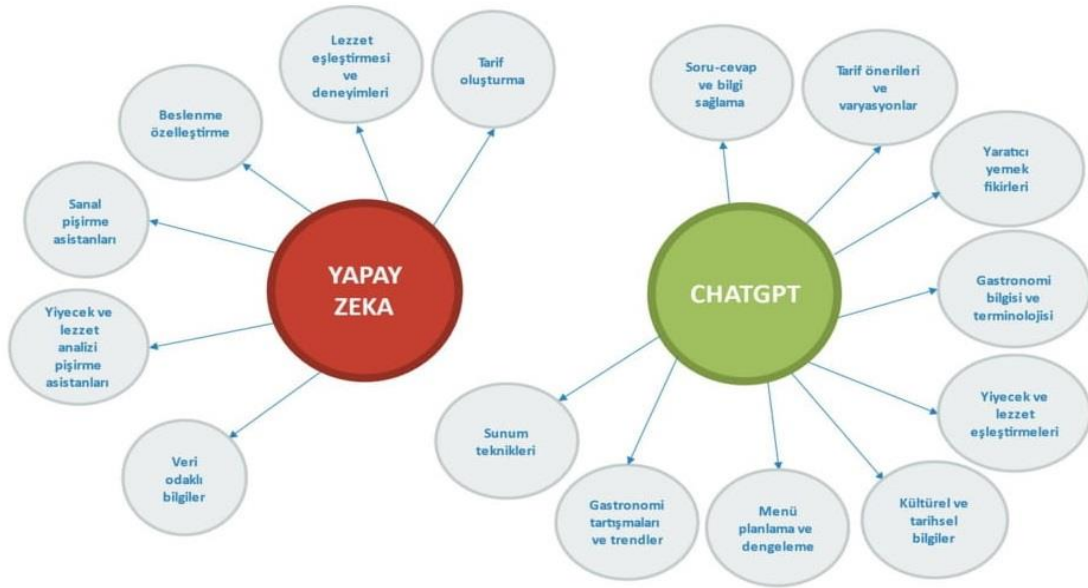 Lezzet
eşleştirmesi
ve
deneyimleri
Tarif
oluşturma
Beslenme
özelleştirme
Sanal
pişirme
asistanları
Yiyecek ve
lezzet
analizi
pişirme
asistanları
Veri
odaklı
bilgiler
YAPAY
ZEKA
Soru-cevap
ve bilgi
sağlama
Tarif önerileri
ve
varyasyonlar
Yaratıcı
yemek
fikirleri
Gastronomi
bilgisi ve
terminolojisi
Yiyecek ve
lezzet
eşleştirmeleri
Kültürel ve
tarihsel
bilgiler
Menü
planlama ve
dengeleme
Gastronomi
tartışmaları
ve trendler
Sunum
teknikleri
CHATGPT